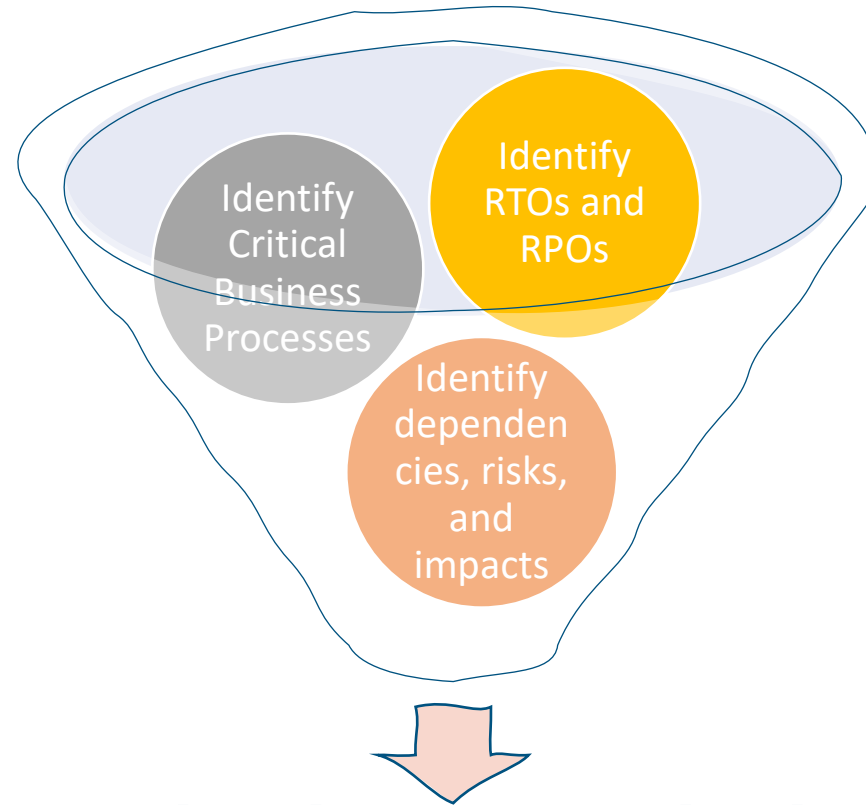 Identify
Critical
Business
Processes
Identify
RTOs and
RPOs
Identify
dependen
cies, risks,
and
impacts